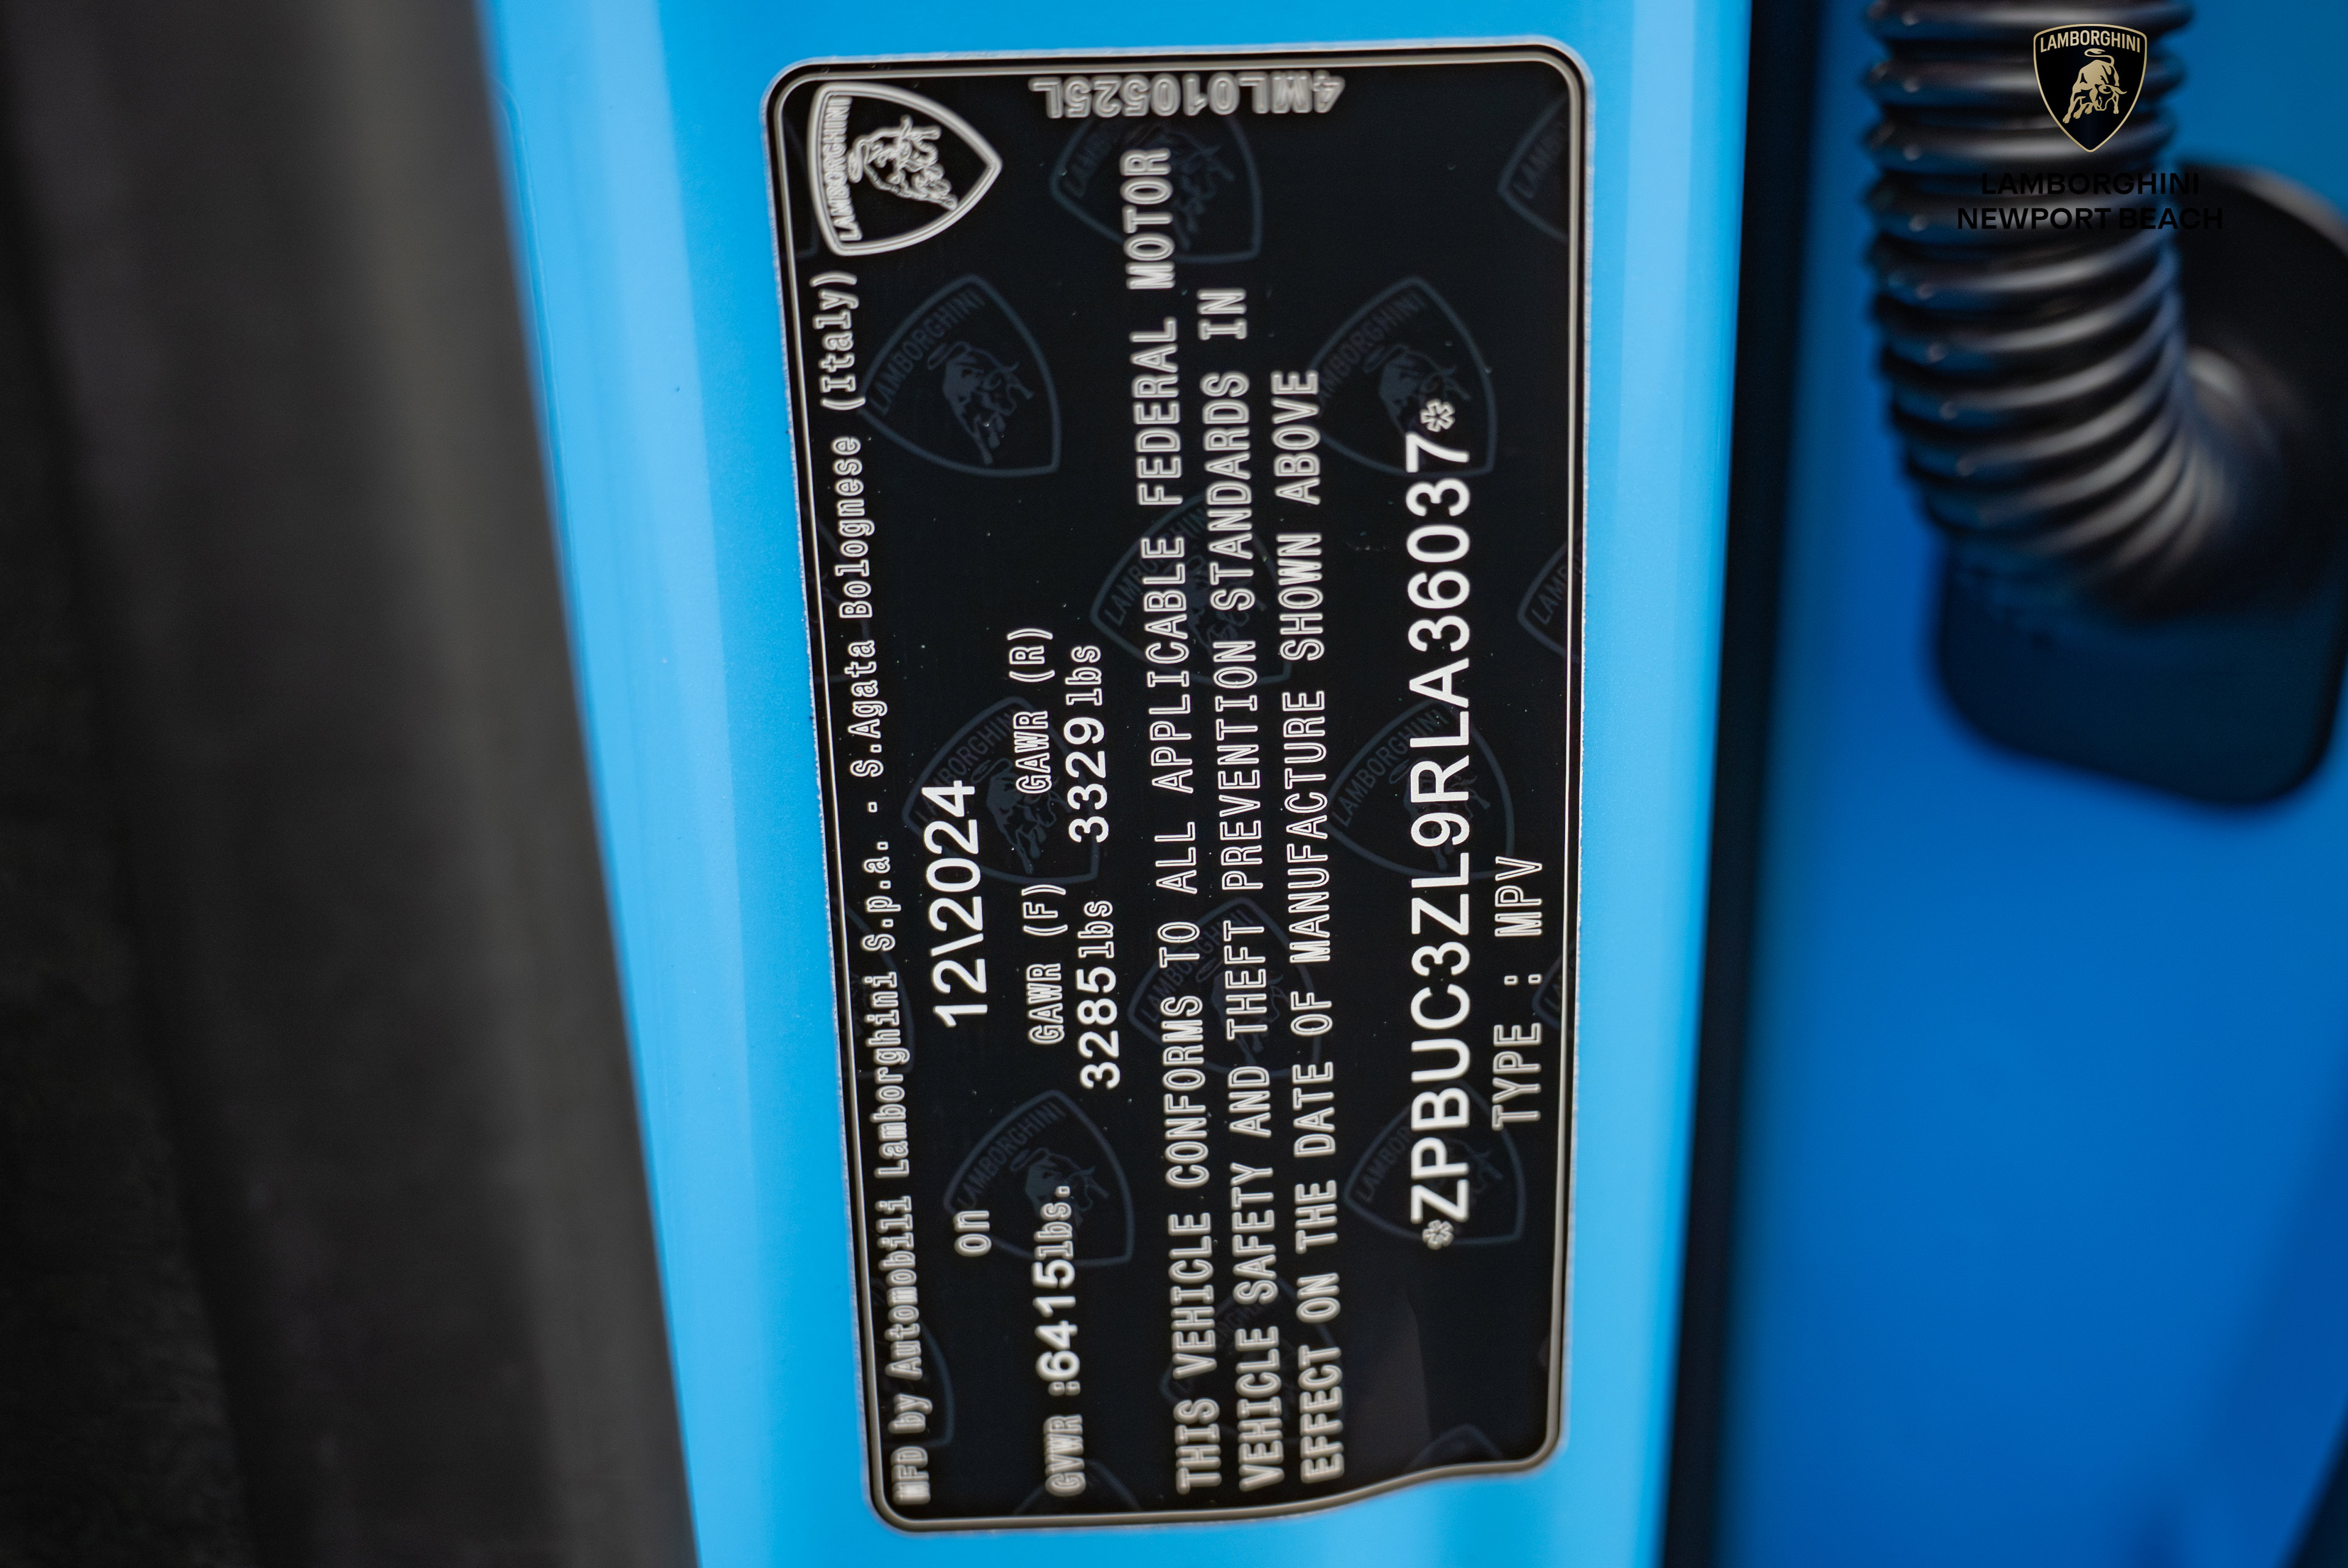 LAMBORGHINI
MFD by Automobili Lamborghini S.p.a. - S.Agata Bolognese (Italy)
on 12\2024
GAWR (F) GAWR (R)
GVWR :6415lbs. 3285lbs 3329lbs
THIS VEHICLE CONFORMS TO ALL APPLICABLE FEDERAL MOTOR
VEHICLE SAFETY AND THEFT PREVENTION STANDARDS IN
EFFECT ON THE DATE OF MANUFACTURE SHOWN ABOVE
*ZPBUC3ZL9RLA36037*
TYPE : MPV
4ML010525L
LAMBORGHINI
LAMBORGHINI
NEWPORT BEACH